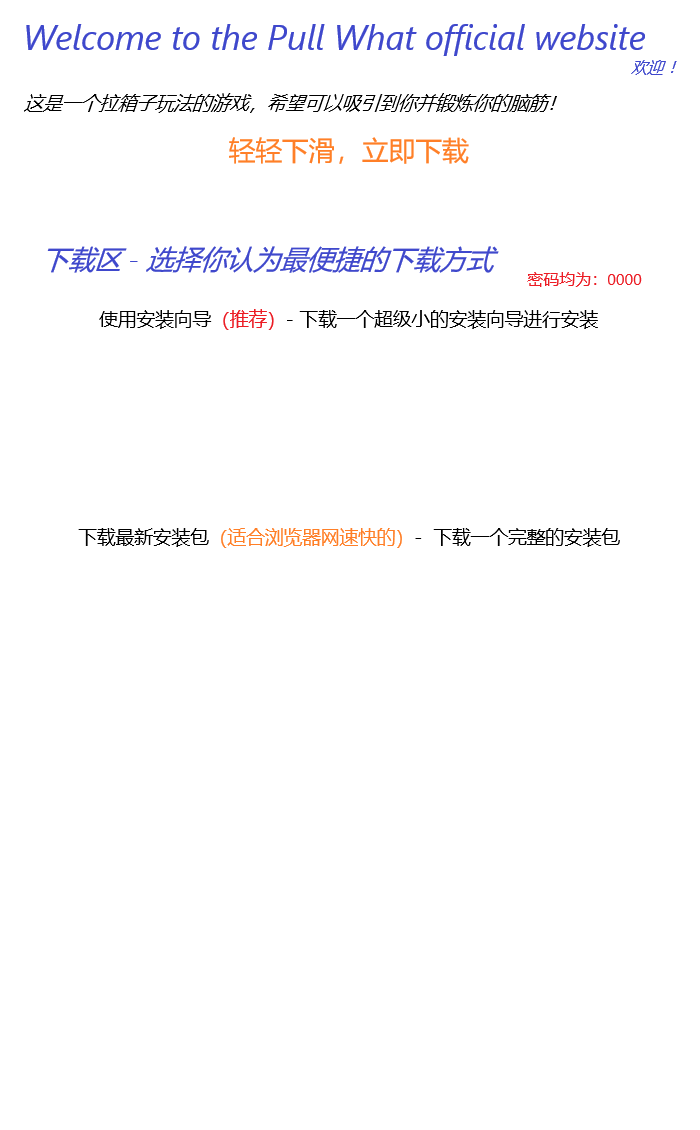 Welcome to the Pull What official website
欢迎！
这是一个拉箱子玩法的游戏，希望可以吸引到你并锻炼你的脑筋！
轻轻下滑，立即下载
下载区 - 选择你认为最便捷的下载方式
密码均为：0000
使用安装向导（推荐）- 下载一个超级小的安装向导进行安装
下载最新安装包（适合浏览器网速快的）- 下载一个完整的安装包